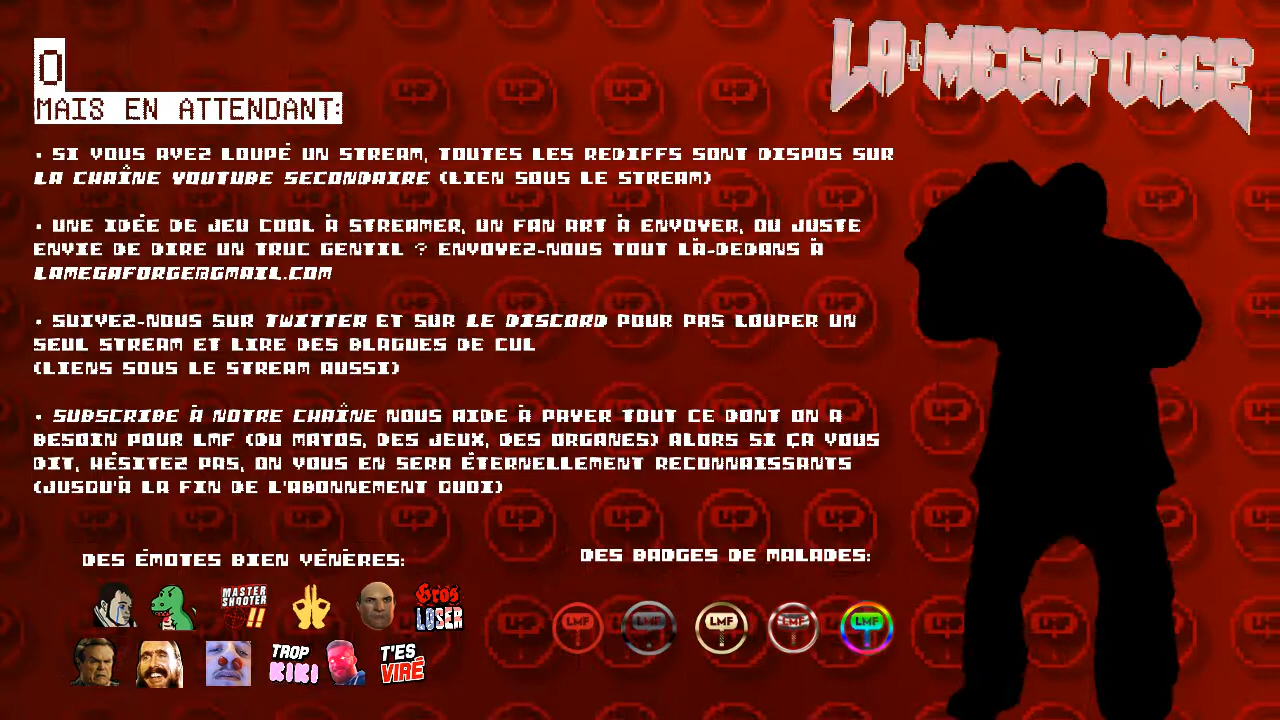 LA MEGAFORGE
0
MAIS EN ATTENDANT:
• SI VOUS AVEZ LOUPÉ UN STREAM, TOUTES LES REDIFFS SONT DISPOS SUR
LA CHAÎNE YOUTUBE SECONDAIRE (LIEN SOUS LE STREAM)
• UNE IDÉE DE JEU COOL À STREAMER, UN FAN ART À ENVOYER, OU JUSTE
ENVIE DE DIRE UN TRUC GENTIL ? ENVOYEZ-NOUS TOUT LÀ-DEDANS À
LAMEGAFORGE@GMAIL.COM
• SUIVEZ-NOUS SUR TWITTER ET SUR LE DISCORD POUR PAS LOUPER UN
SEUL STREAM ET LIRE DES BLAGUES DE CUL
(LIENS SOUS LE STREAM AUSSI)
• SUBSCRIBE À NOTRE CHAÎNE NOUS AIDE À PAYER TOUT CE DONT ON A
BESOIN POUR LMF (DU MATOS, DES JEUX, DES ORGANES) ALORS SI ÇA VOUS
DIT, HÉSITEZ PAS, ON VOUS EN SERA ÉTERNELLEMENT RECONNAISSANTS
(JUSQU'À LA FIN DE L'ABONNEMENT QUOI)
DES ÉMOTES BIEN VÉNÈRES:
MASTER
SHOOTER
Gros
LOSER
TROP
KIKI
T'ES
VIRÉ
DES BADGES DE MALADES:
LMF
LMF
LMF
LMF
LMF